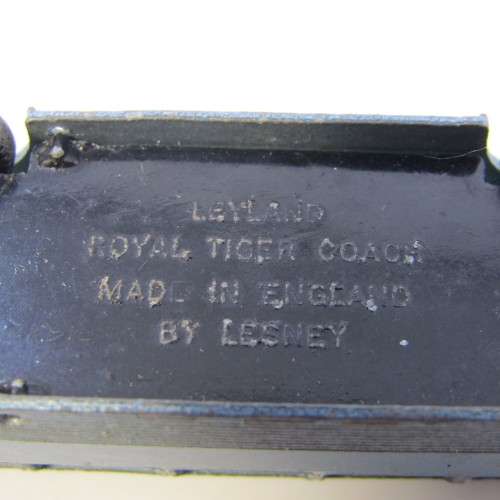 LEYLAND
ROYAL TIGER COACH
MADE IN ENGLAND
BY LESNEY